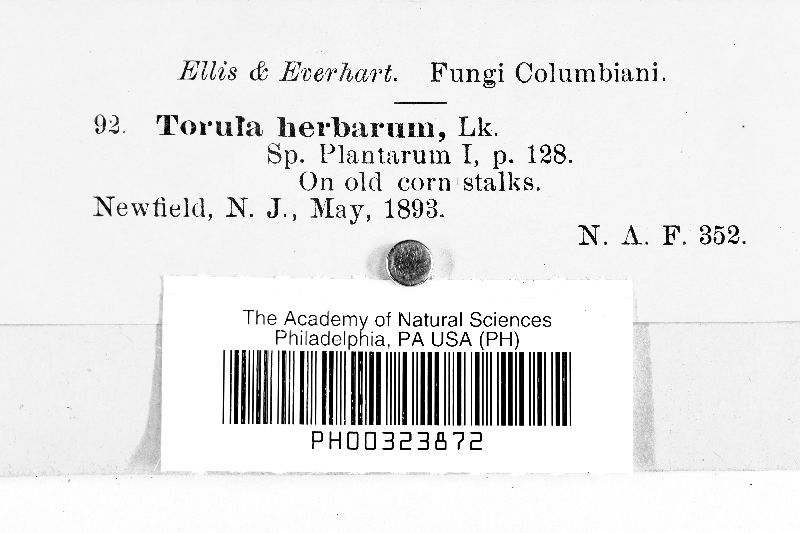 Ellis & Everhart. Fungi Columbiani.
92. Torula herbarum, Lk.
Sp. Plantarum I, p. 128.
On old corn stalks.
Newfield, N. J., May, 1893.
N. A. F. 352.
The Academy of Natural Sciences
Philadelphia, PA USA (PH)
PH00323872